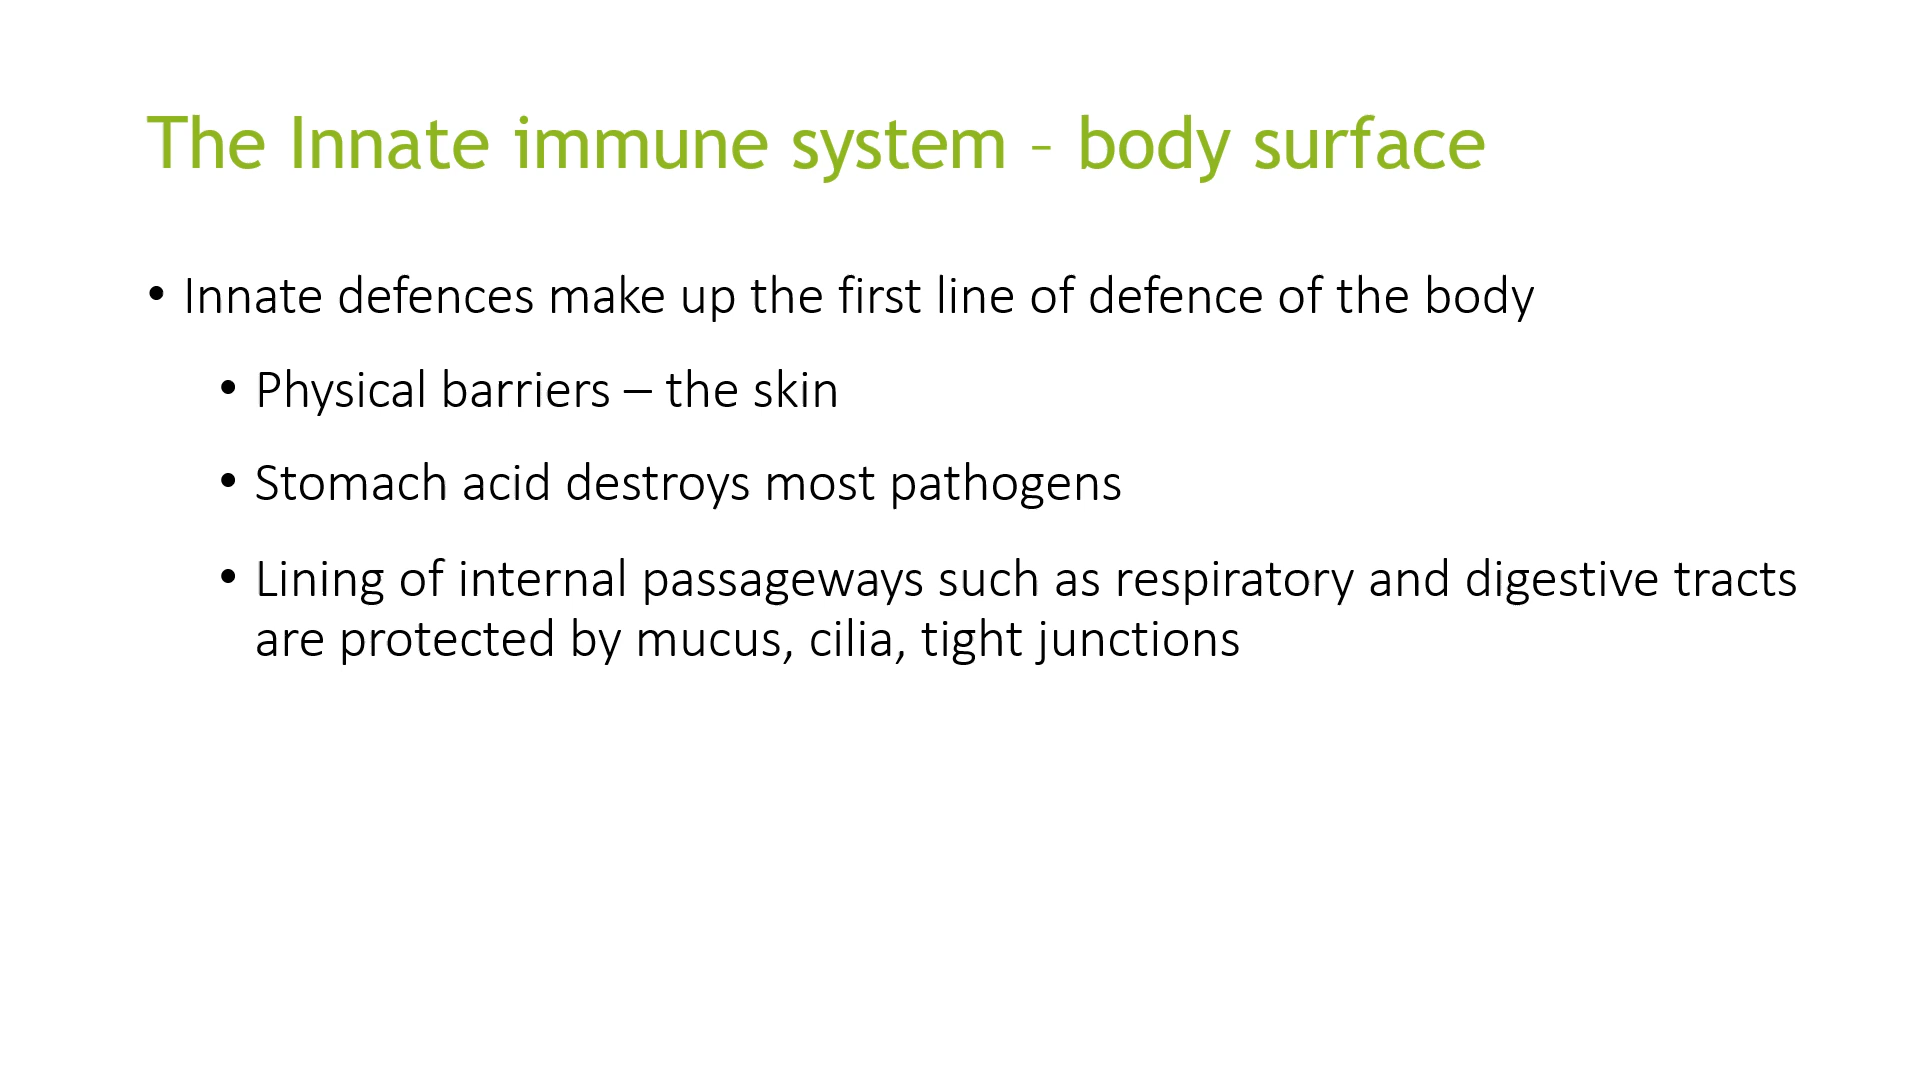 The Innate immune system – body surface
• Innate defences make up the first line of defence of the body
• Physical barriers – the skin
• Stomach acid destroys most pathogens
• Lining of internal passageways such as respiratory and digestive tracts
are protected by mucus, cilia, tight junctions